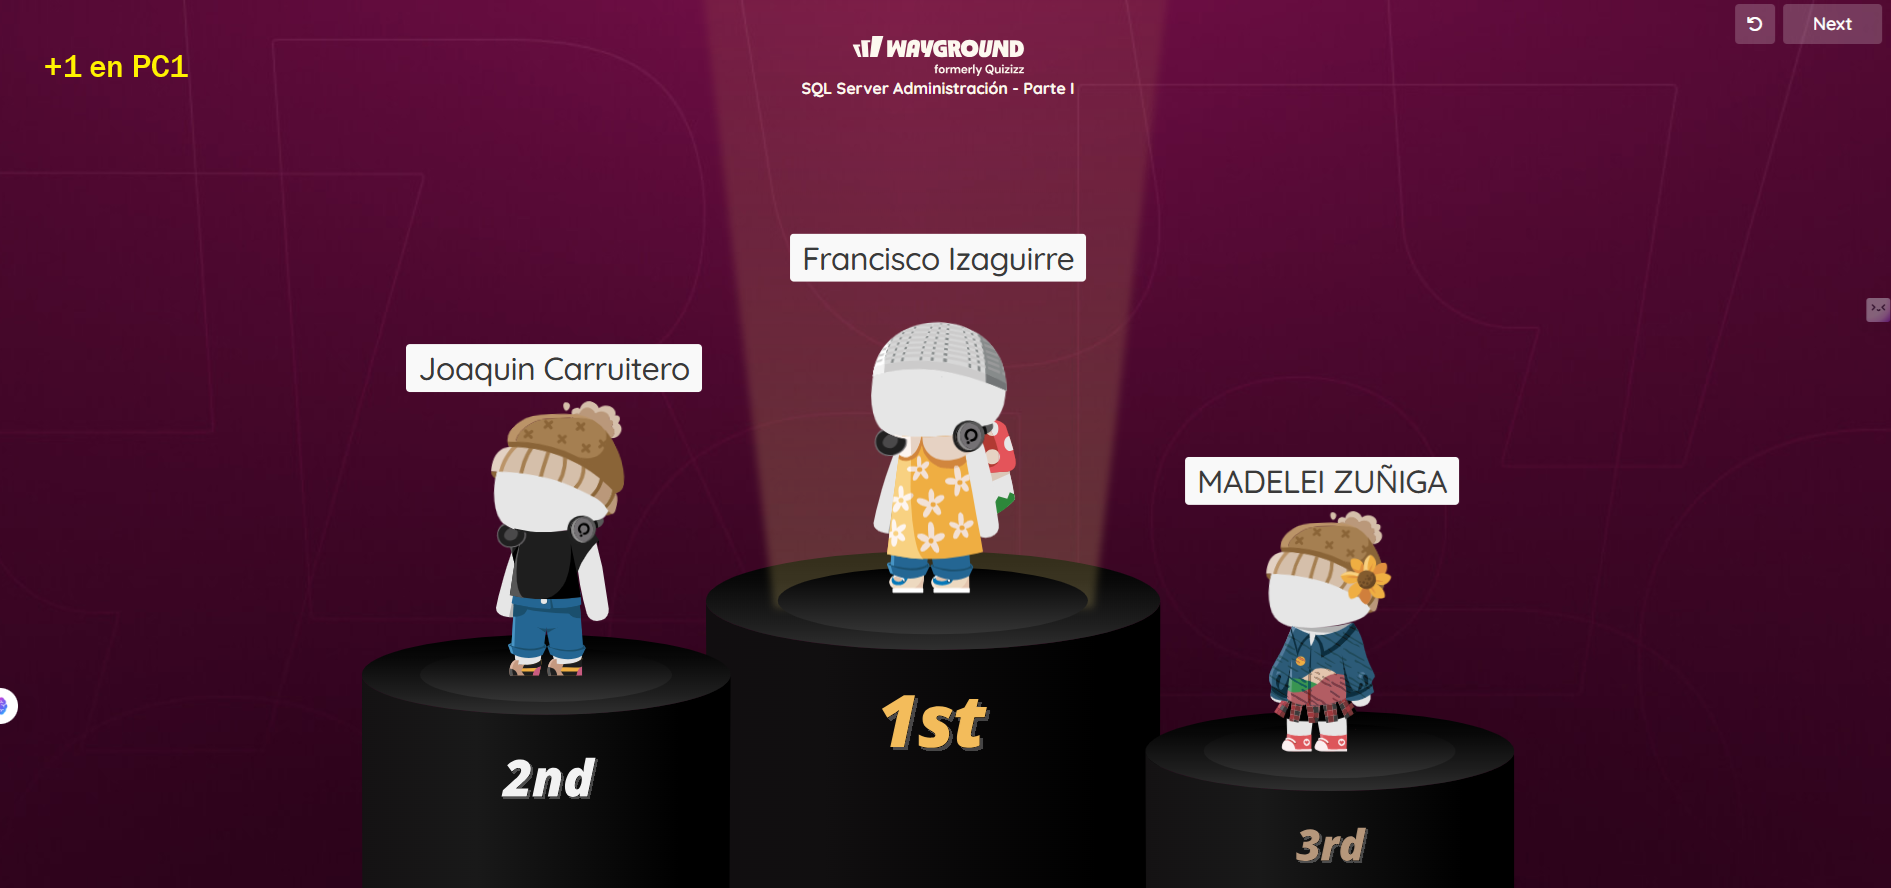 Next
+1 en PC1
WAYGROUND
formerly Quizizz
SQL Server Administración - Parte I
Francisco Izaguirre
Joaquin Carruitero
MADELEI ZUÑIGA
1st
2nd
3rd